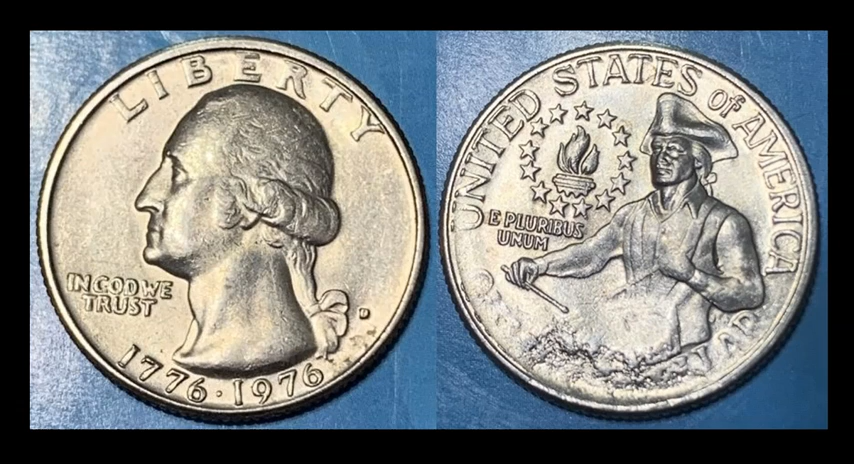 LIBERTY
IN GOD WE
TRUST
D
1776 · 1976
UNITED STATES of AMERICA
E PLURIBUS
UNUM